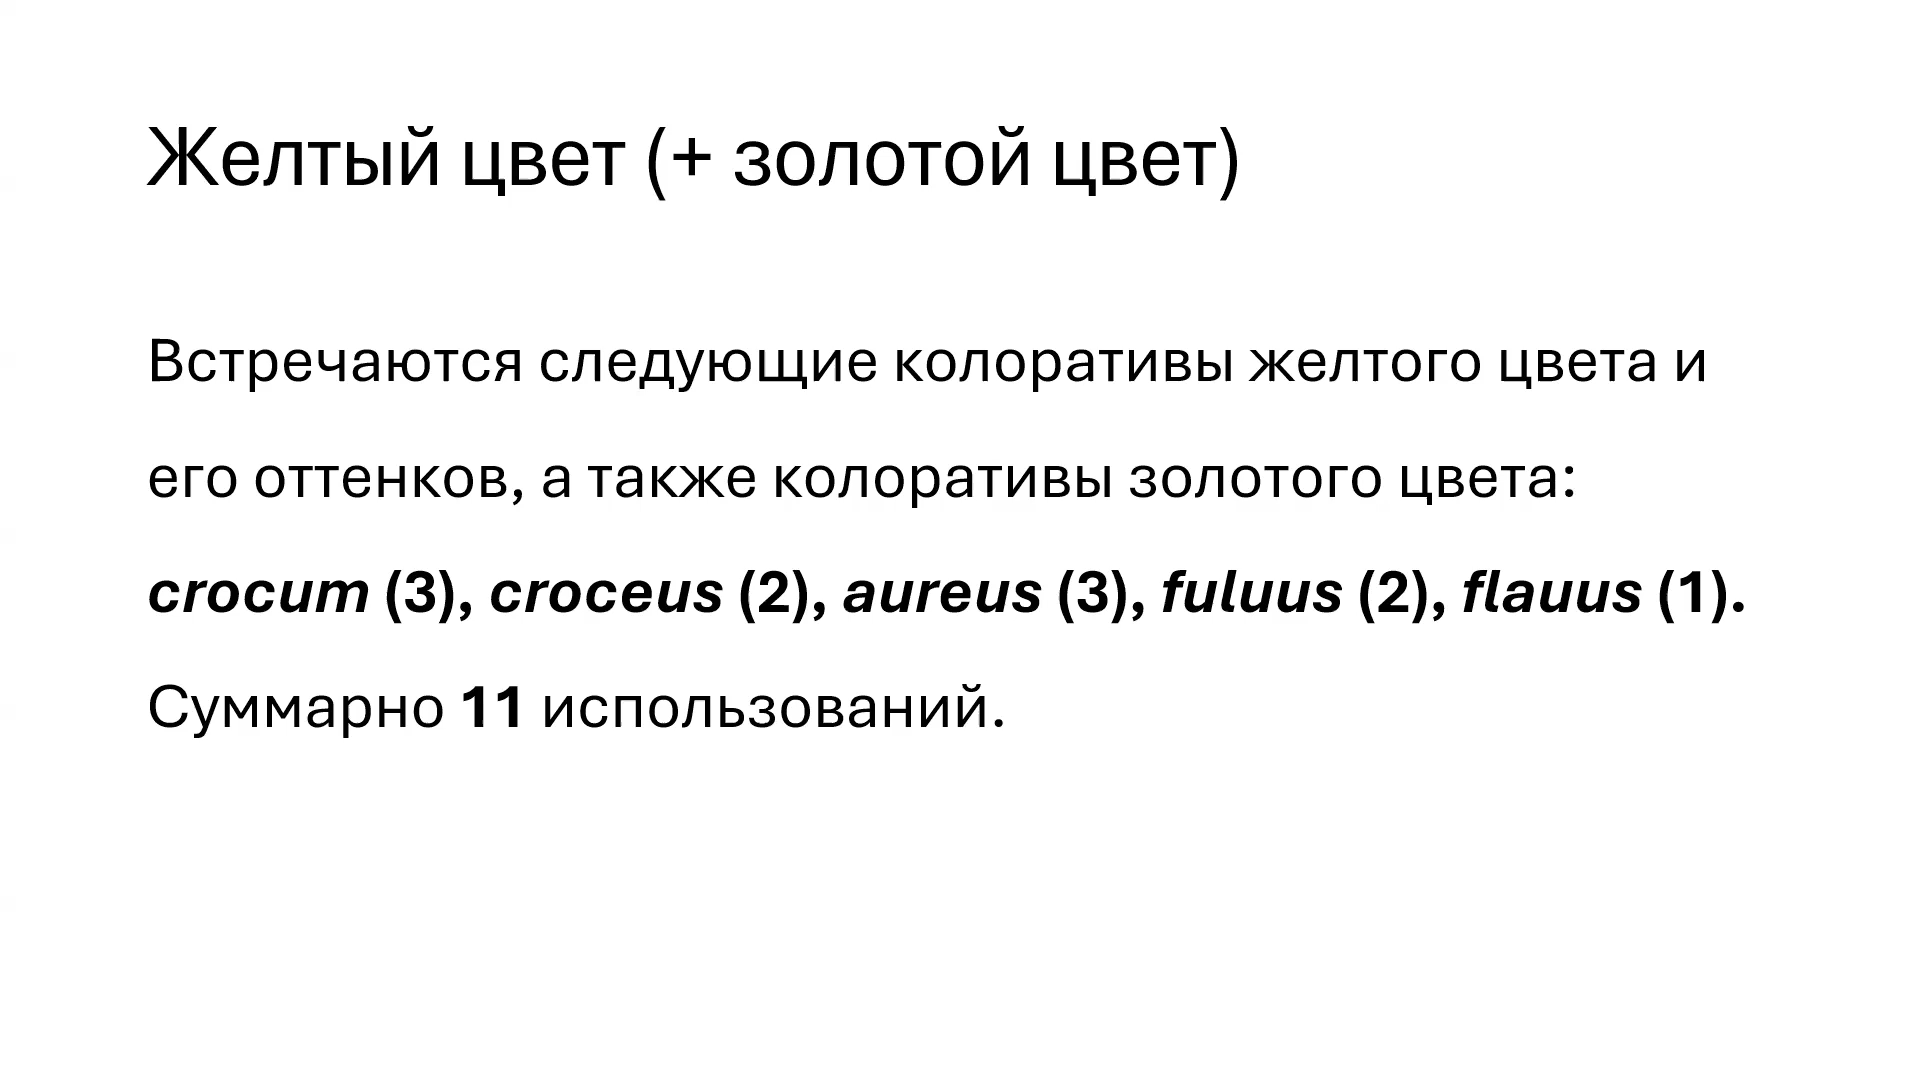 Желтый цвет (+ золотой цвет)
Встречаются следующие колоративы желтого цвета и
его оттенков, а также колоративы золотого цвета:
crocum (3), croceus (2), aureus (3), fuluus (2), flauus (1).
Суммарно 11 использований.